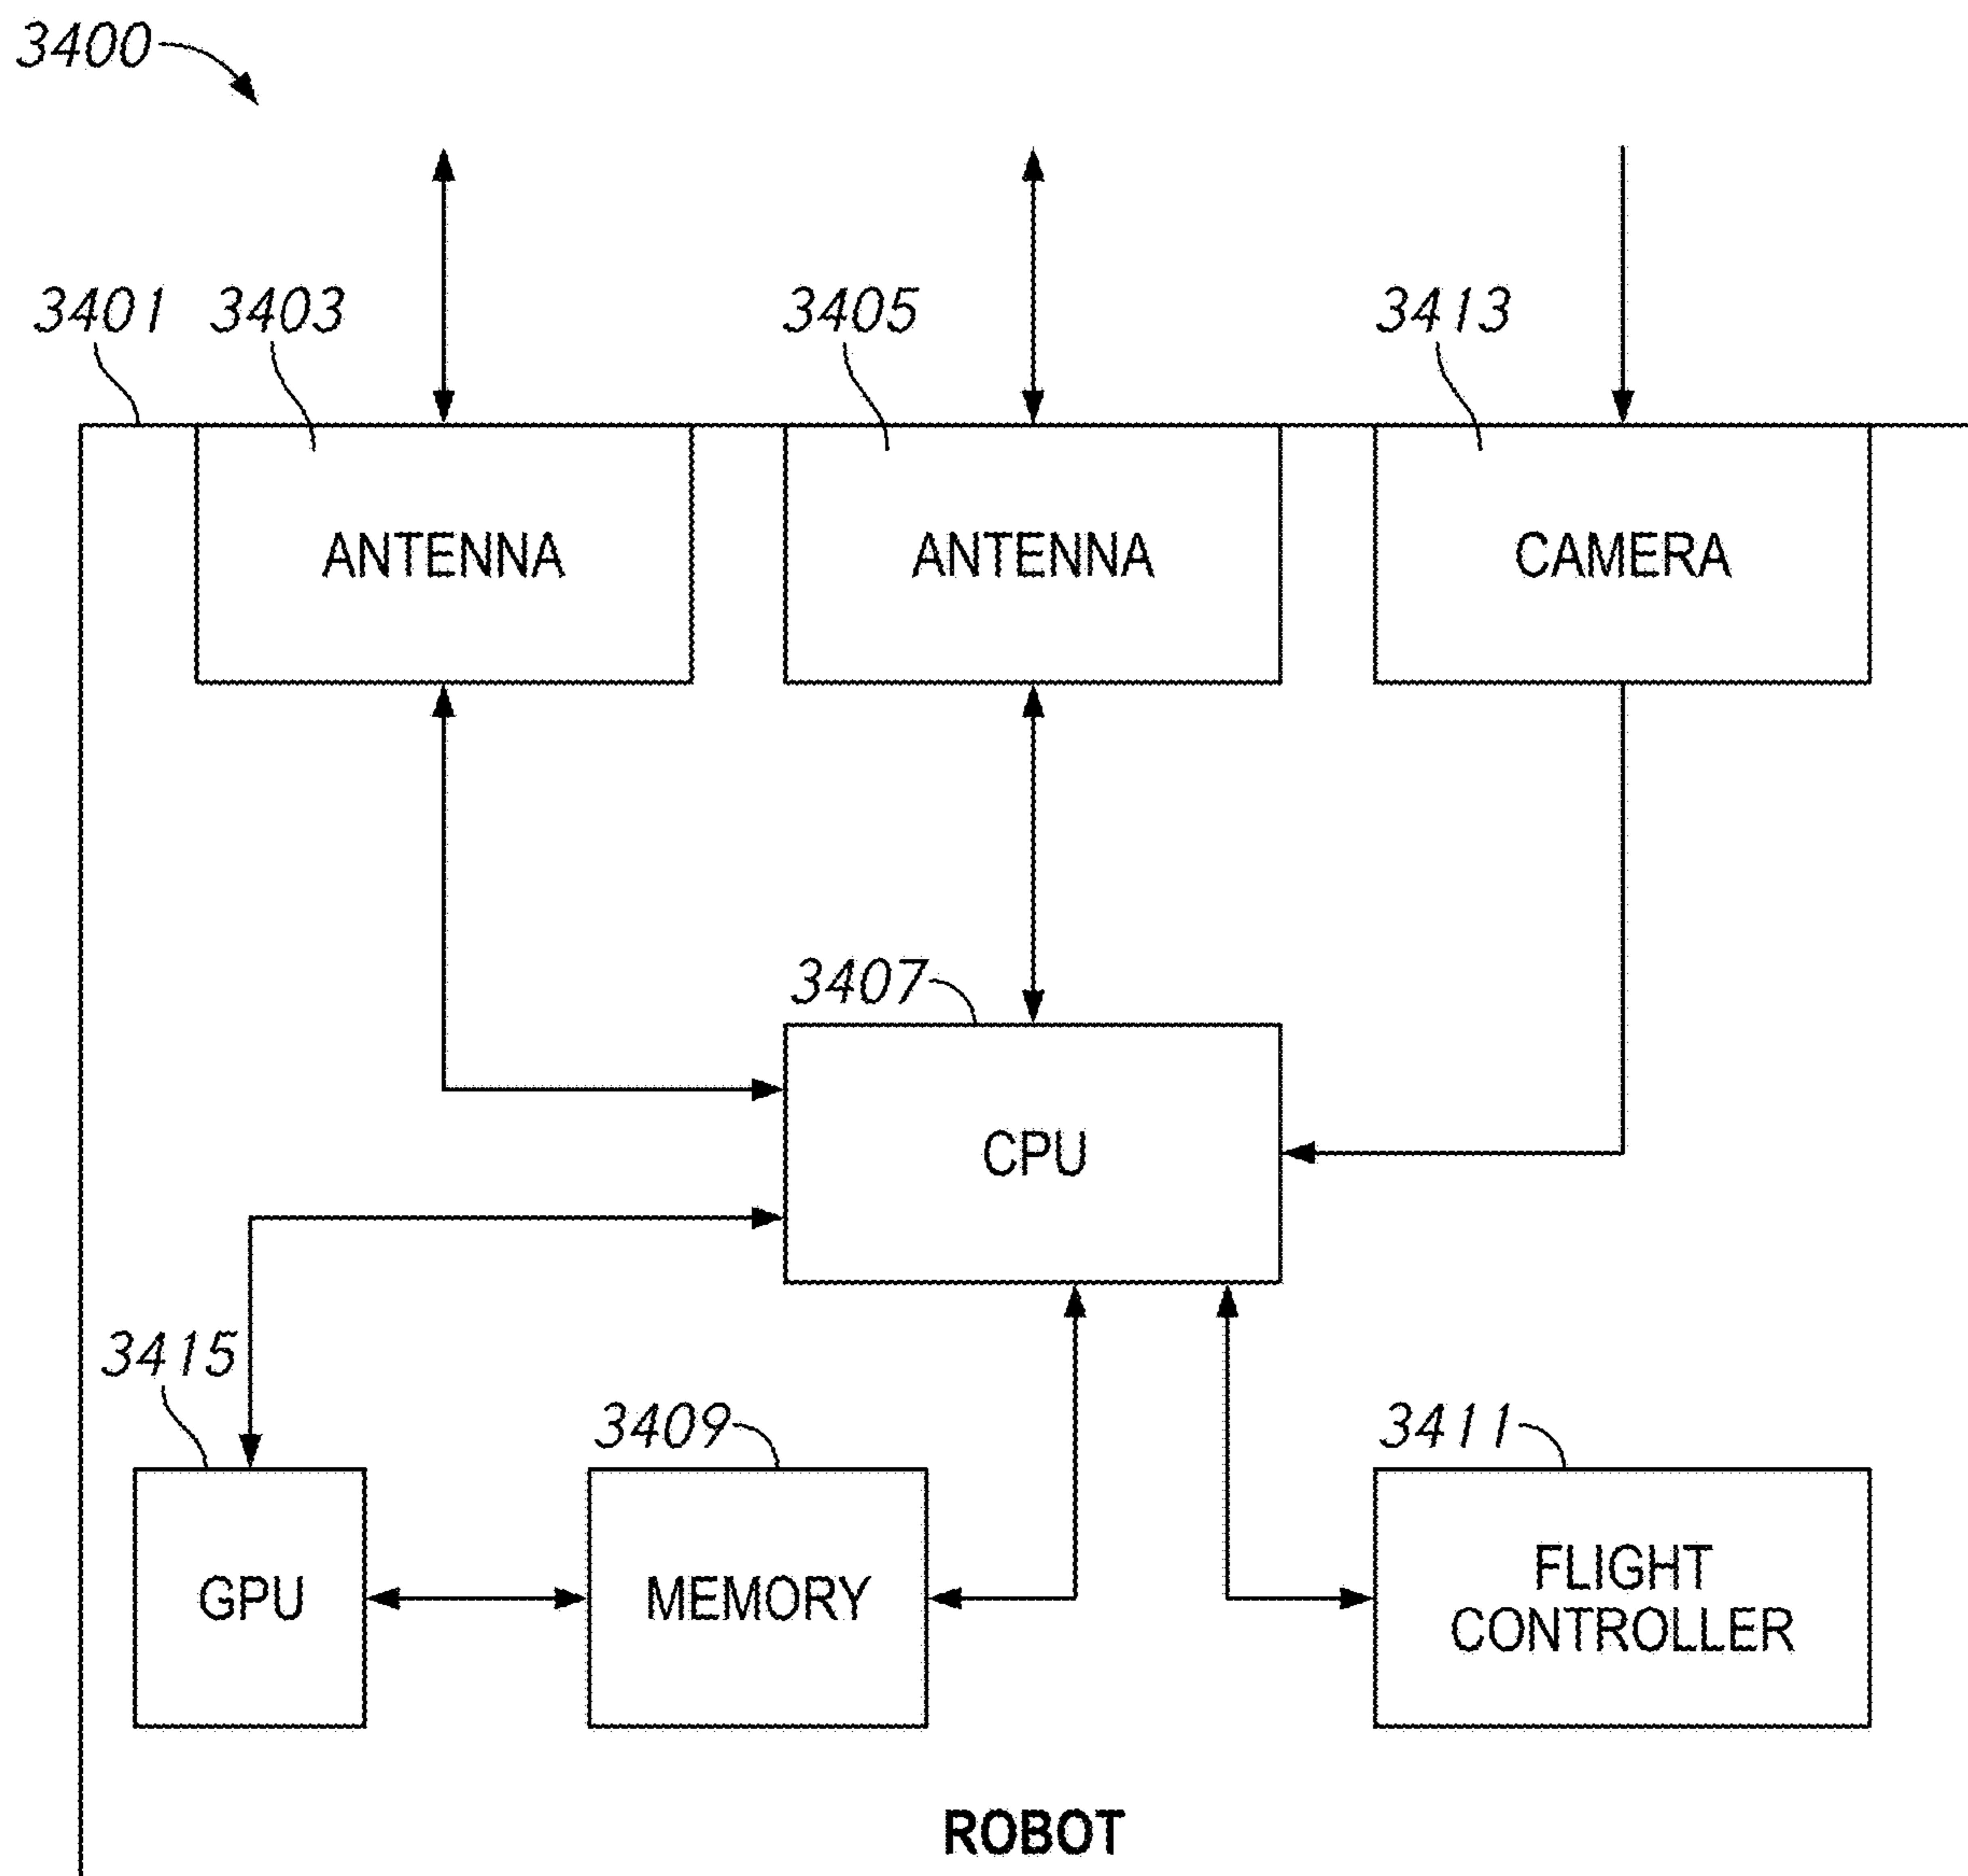 3400
3401 3403 3405 3413
ANTENNA ANTENNA CAMERA
3407
CPU
3415 3409 3411
GPU MEMORY FLIGHT
CONTROLLER
ROBOT